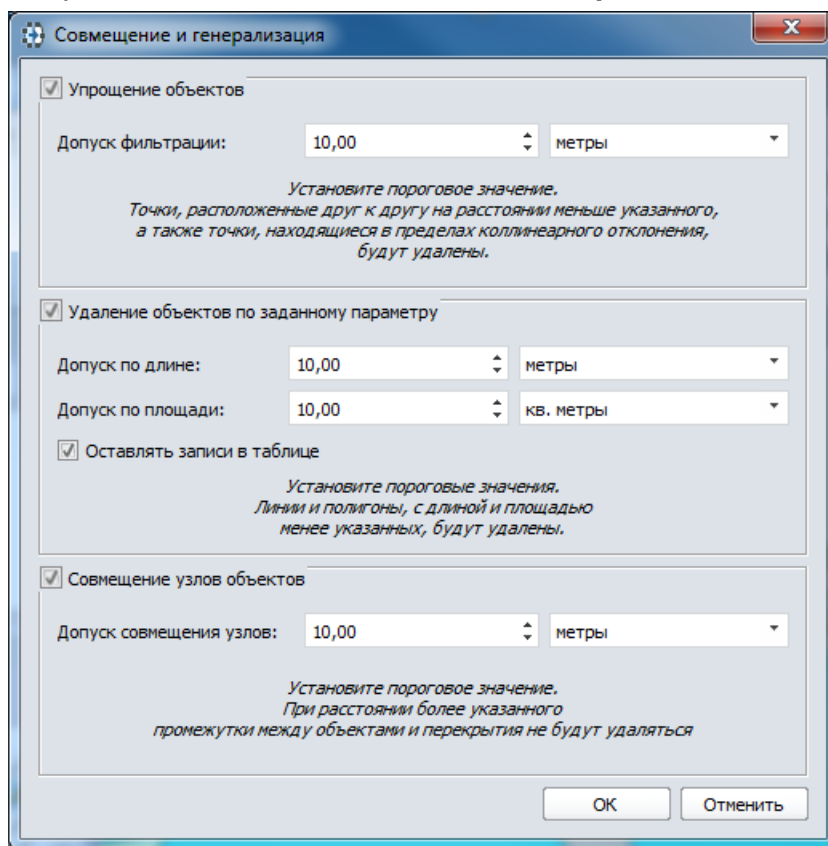 Совмещение и генерализация
Упрощение объектов
Допуск фильтрации: 10,00 метры
Установите пороговое значение.
Точки, расположенные друг к другу на расстоянии меньше указанного,
а также точки, находящиеся в пределах коллинеарного отклонения,
будут удалены.
Удаление объектов по заданному параметру
Допуск по длине: 10,00 метры
Допуск по площади: 10,00 кв. метры
Оставлять записи в таблице
Установите пороговые значения.
Линии и полигоны, с длиной и площадью
менее указанных, будут удалены.
Совмещение узлов объектов
Допуск совмещения узлов: 10,00 метры
Установите пороговое значение.
При расстоянии более указанного
промежутки между объектами и перекрытия не будут удаляться
ОК Отменить